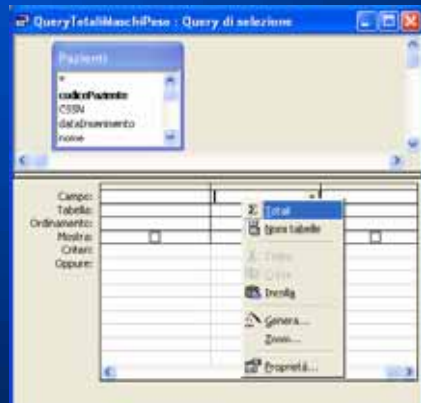 QueryTotaliMaschiPeso : Query di selezione
Pazienti
*
codicePaziente
CSSN
dataInserimento
nome
Campo:
Tabella:
Ordinamento:
Mostra:
Criteri:
Oppure:
Σ Totali
Nomi tabelle
Taglia
Copia
Incolla
Genera...
Zoom...
Proprietà...